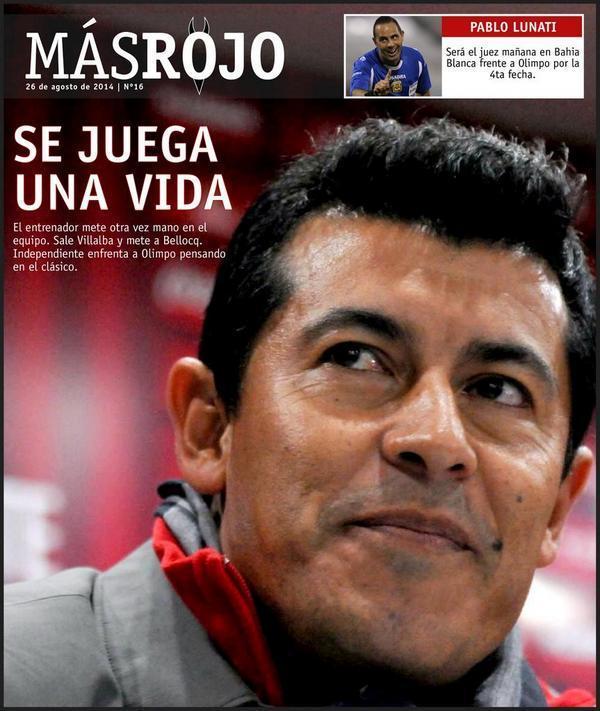 MÁSROJO
26 de agosto de 2014 | N°16
PABLO LUNATI
Será el juez mañana en Bahia
Blanca frente a Olimpo por la
4ta fecha.
SE JUEGA
UNA VIDA
El entrenador mete otra vez mano en el
equipo. Sale Villalba y mete a Bellocq.
Independiente enfrenta a Olimpo pensando
en el clásico.